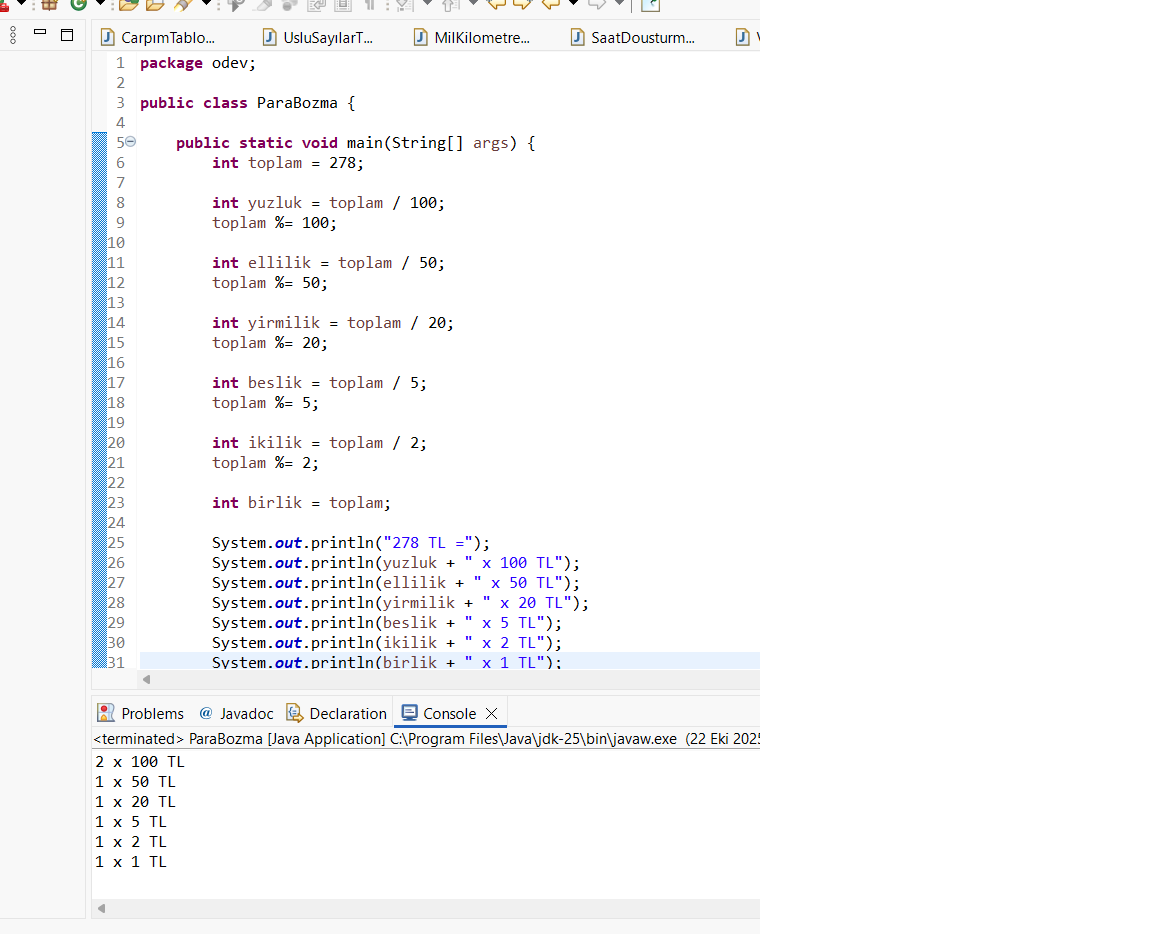 CarpımTablo...
UsluSayılarT...
MilKilometre...
SaatDousturm...
1 package odev;
2
3 public class ParaBozma {
4
5 public static void main(String[] args) {
6 int toplam = 278;
7
8 int yuzluk = toplam / 100;
9 toplam %= 100;
10
11 int ellilik = toplam / 50;
12 toplam %= 50;
13
14 int yirmilik = toplam / 20;
15 toplam %= 20;
16
17 int beslik = toplam / 5;
18 toplam %= 5;
19
20 int ikilik = toplam / 2;
21 toplam %= 2;
22
23 int birlik = toplam;
24
25 System.out.println("278 TL =");
26 System.out.println(yuzluk + " x 100 TL");
27 System.out.println(ellilik + " x 50 TL");
28 System.out.println(yirmilik + " x 20 TL");
29 System.out.println(beslik + " x 5 TL");
30 System.out.println(ikilik + " x 2 TL");
31 System.out.println(birlik + " x 1 TL");
Problems @ Javadoc Declaration Console
<terminated> ParaBozma [Java Application] C:\Program Files\Java\jdk-25\bin\javaw.exe (22 Eki 2025
2 x 100 TL
1 x 50 TL
1 x 20 TL
1 x 5 TL
1 x 2 TL
1 x 1 TL